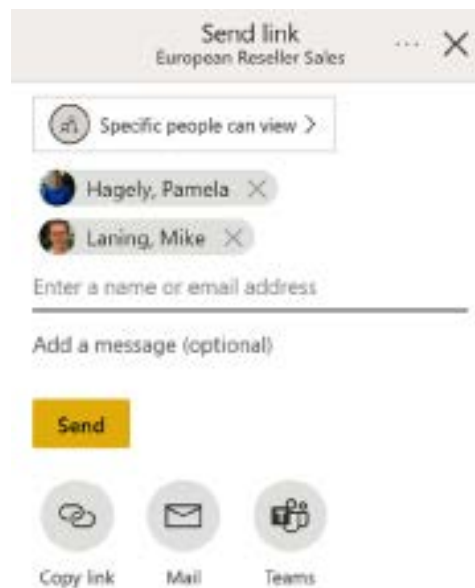 Send link
European Reseller Sales
Specific people can view
Hagely, Pamela
Laning, Mike
Enter a name or email address
Add a message (optional)
Send
Copy link Mail Teams